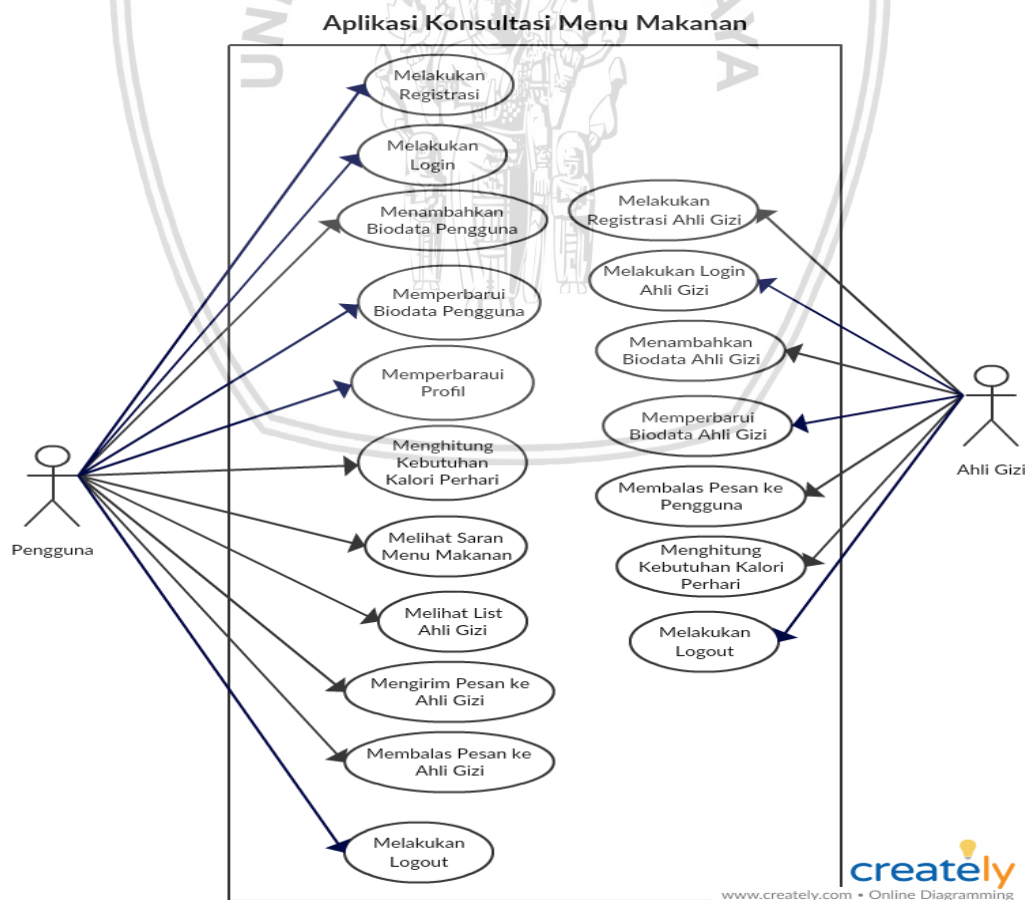 Aplikasi Konsultasi Menu Makanan
UN
AYA
Melakukan
Registrasi
Melakukan
Login
Menambahkan
Biodata Pengguna
Memperbarui
Biodata Pengguna
Memperbaraui
Profil
Menghitung
Kebutuhan
Kalori Perhari
Melihat Saran
Menu Makanan
Melihat List
Ahli Gizi
Mengirim Pesan ke
Ahli Gizi
Membalas Pesan ke
Ahli Gizi
Melakukan
Logout
Pengguna
Melakukan
Registrasi Ahli Gizi
Melakukan Login
Ahli Gizi
Menambahkan
Biodata Ahli Gizi
Memperbarui
Biodata Ahli Gizi
Membalas Pesan ke
Pengguna
Menghitung
Kebutuhan Kalori
Perhari
Melakukan
Logout
Ahli Gizi
creately
www.creately.com • Online Diagramming